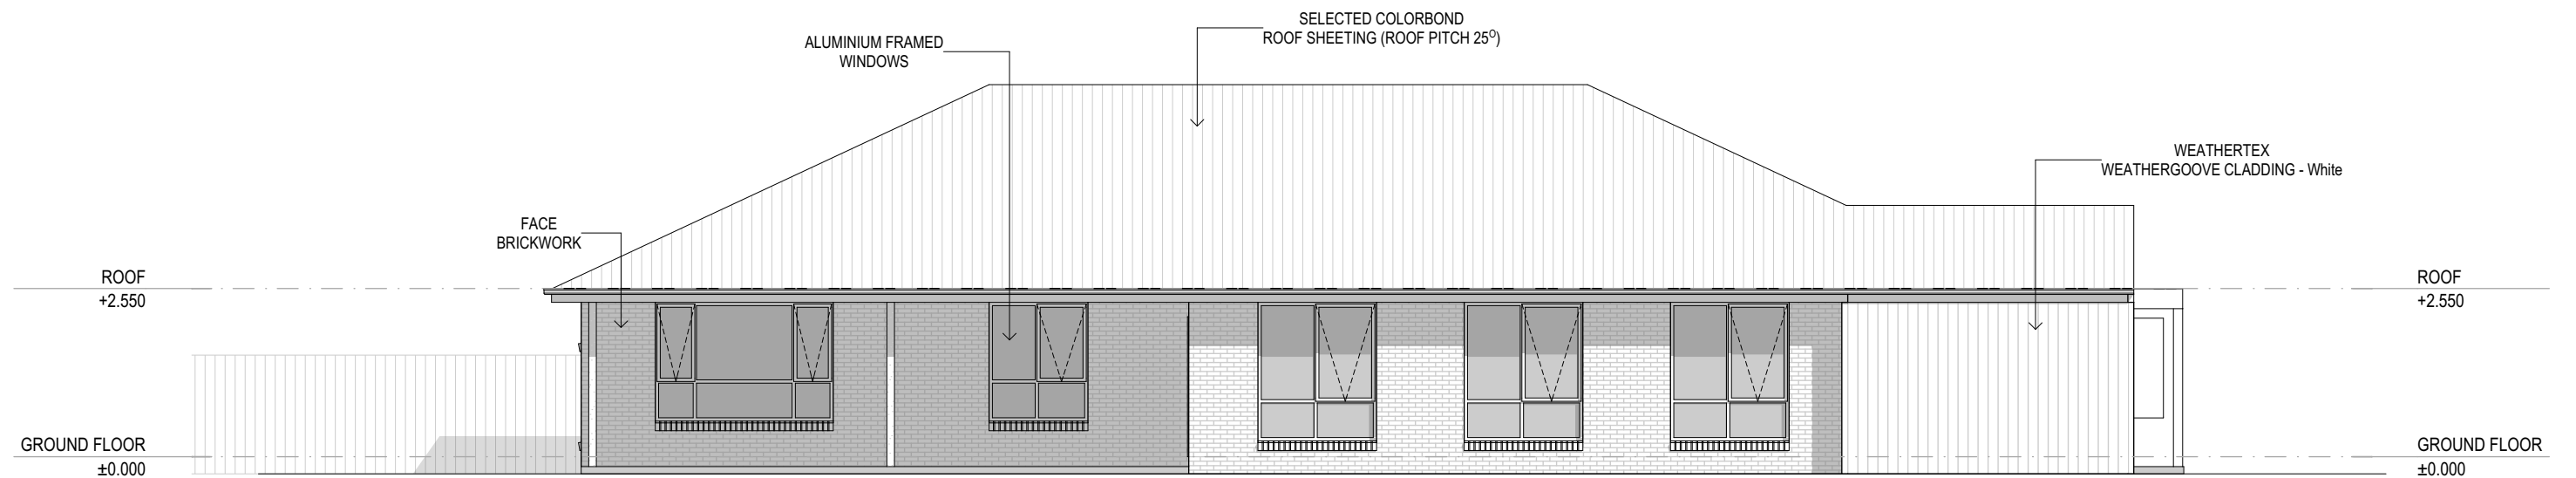 SELECTED COLORBOND
ROOF SHEETING (ROOF PITCH 25⁰)
ALUMINIUM FRAMED
WINDOWS
WEATHERTEX
WEATHERGOOVE CLADDING - White
FACE
BRICKWORK
ROOF
+2.550
ROOF
+2.550
GROUND FLOOR
±0.000
GROUND FLOOR
±0.000